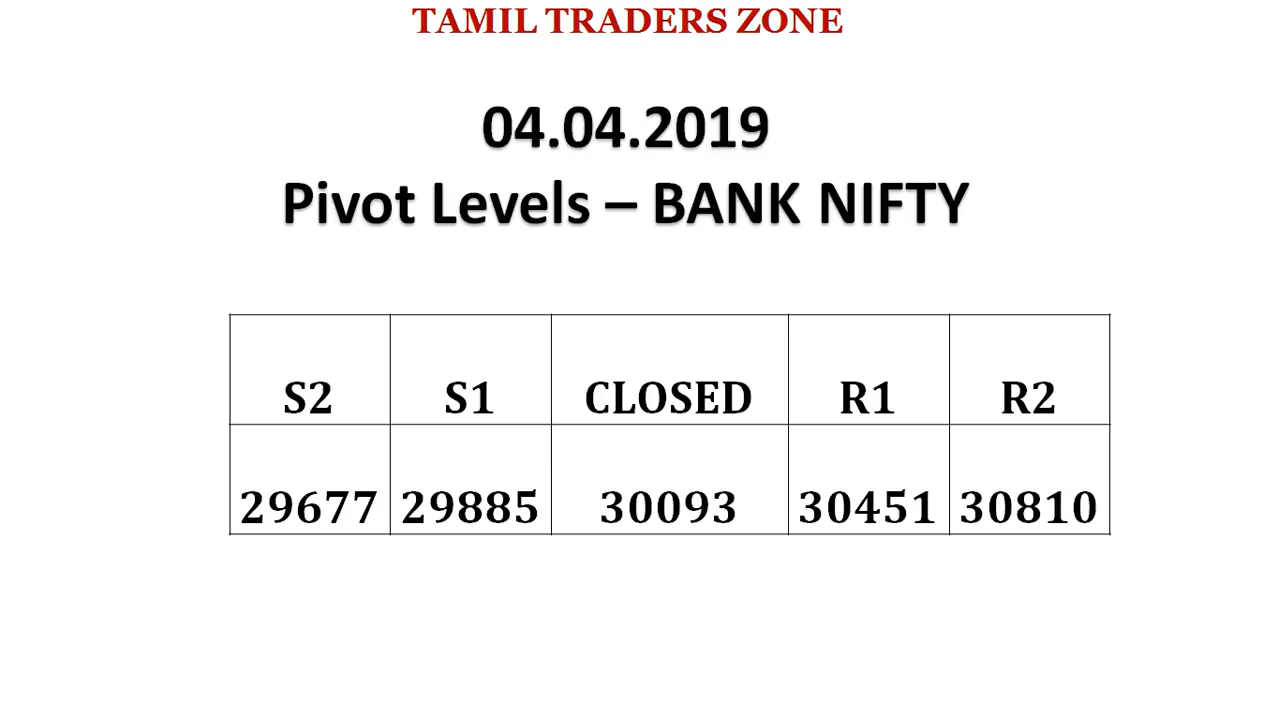 TAMIL TRADERS ZONE
04.04.2019
Pivot Levels – BANK NIFTY
S2 S1 CLOSED R1 R2
29677 29885 30093 30451 30810